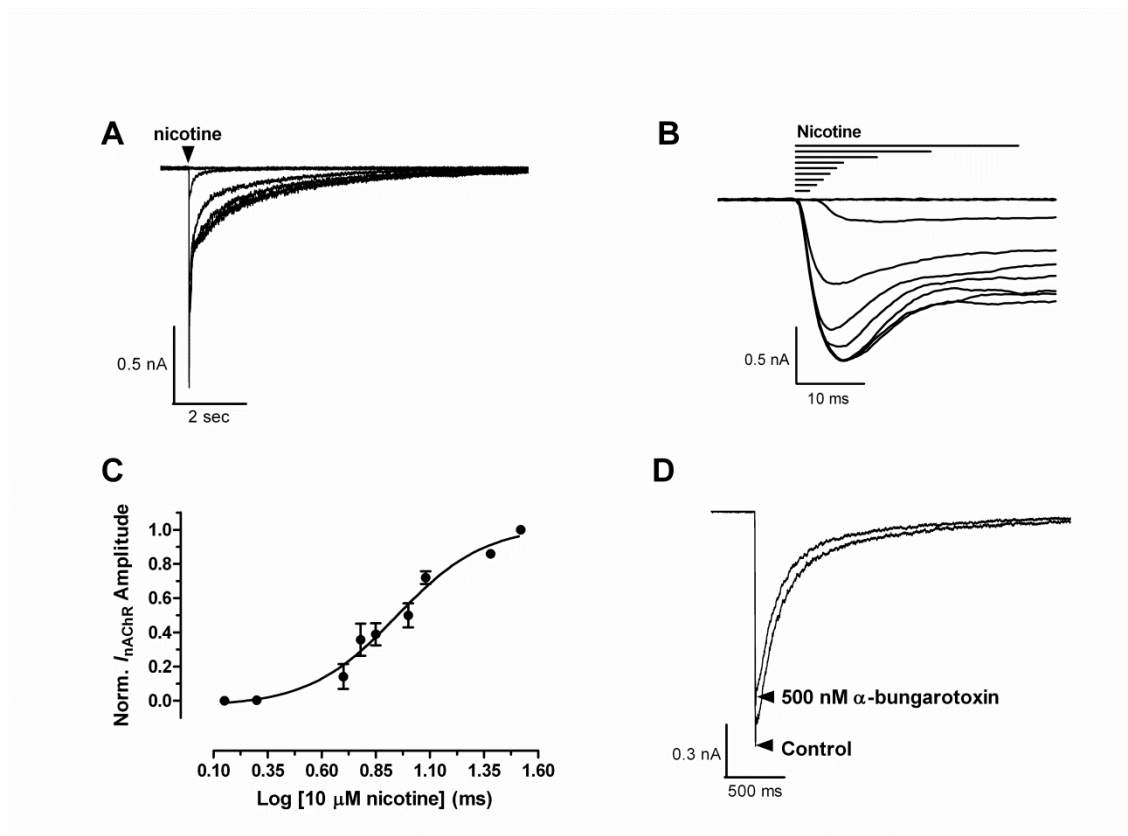 A
nicotine
0.5 nA
2 sec
B
Nicotine
0.5 nA
10 ms
C
Norm. InAChR Amplitude
1.0
0.8
0.6
0.4
0.2
0.0
0.10 0.35 0.60 0.85 1.10 1.35 1.60
Log [10 μM nicotine] (ms)
D
500 nM α-bungarotoxin
Control
0.3 nA
500 ms